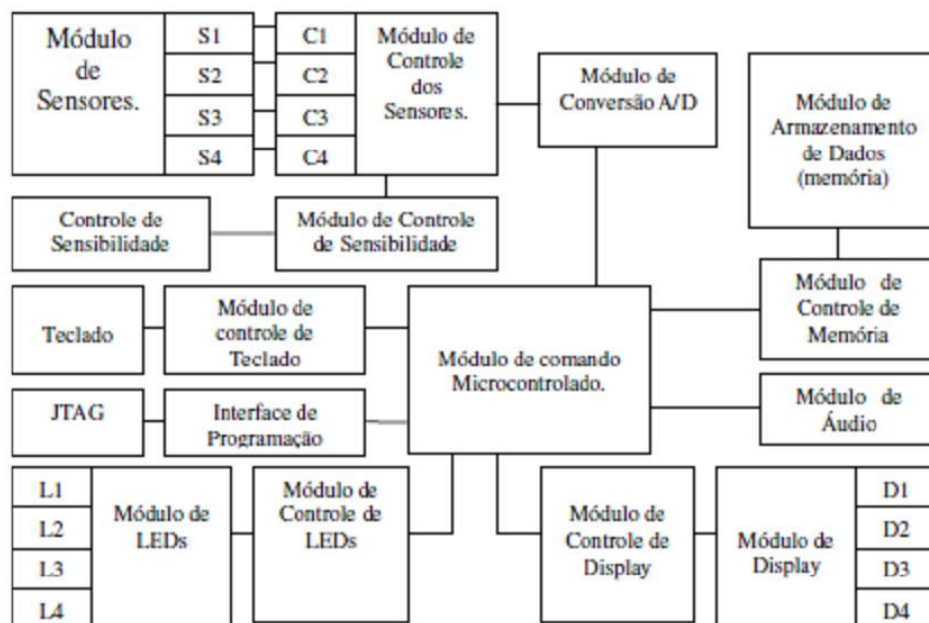 Módulo
de
Sensores.
S1
S2
S3
S4
C1
C2
C3
C4
Módulo de
Controle
dos
Sensores.
Módulo de
Conversão A/D
Módulo de
Armazenamento
de Dados
(memória)
Controle de
Sensibilidade
Módulo de Controle
de Sensibilidade
Teclado
Módulo de
controle de
Teclado
Módulo de comando
Microcontrolado.
Módulo de
Controle de
Memória
JTAG
Interface de
Programação
Módulo de
Áudio
L1
L2
L3
L4
Módulo de
LEDs
Módulo de
Controle de
LEDs
Módulo de
Controle de
Display
Módulo de
Display
D1
D2
D3
D4